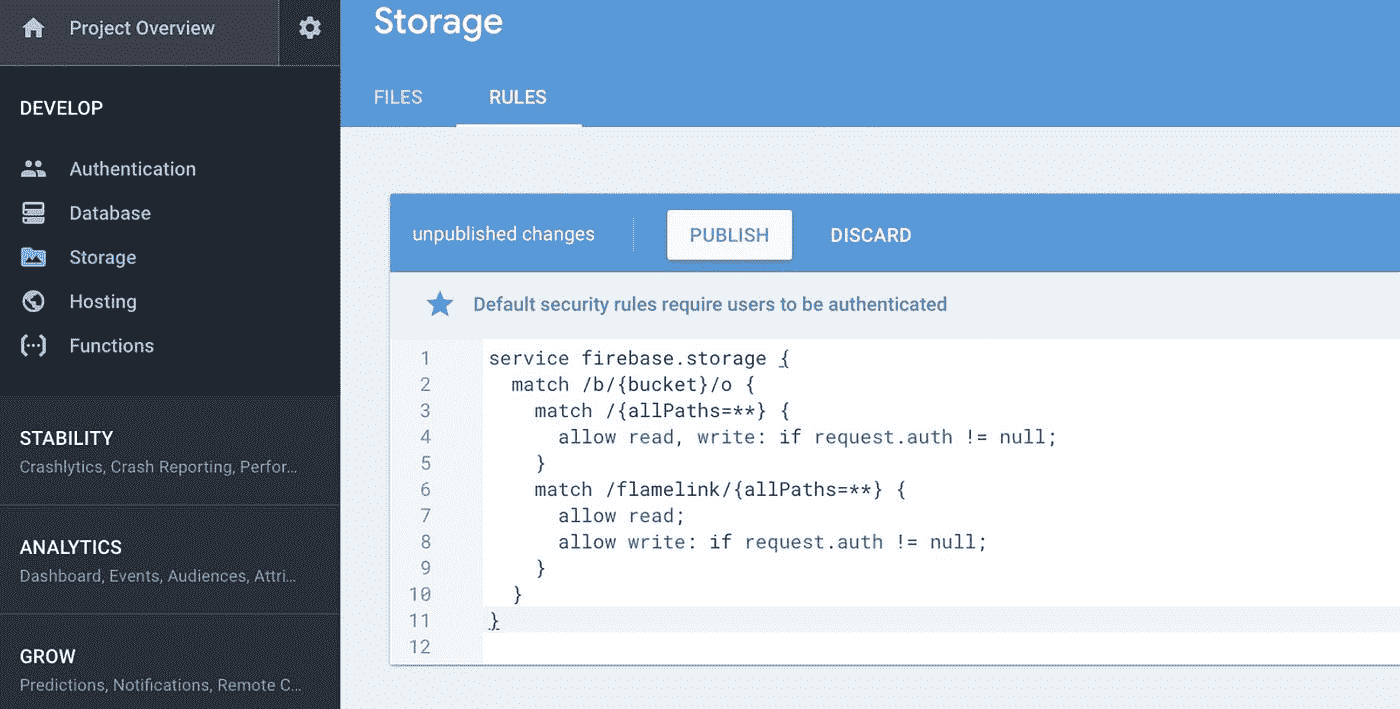 Project Overview
DEVELOP
Authentication
Database
Storage
Hosting
Functions
STABILITY
Crashlytics, Crash Reporting, Perfor...
ANALYTICS
Dashboard, Events, Audiences, Attri...
GROW
Predictions, Notifications, Remote C...
Storage
FILES RULES
unpublished changes PUBLISH DISCARD
Default security rules require users to be authenticated
1 service firebase.storage {
2 match /b/{bucket}/o {
3 match /{allPaths=**} {
4 allow read, write: if request.auth != null;
5 }
6 match /flamelink/{allPaths=**} {
7 allow read;
8 allow write: if request.auth != null;
9 }
10 }
11 }
12